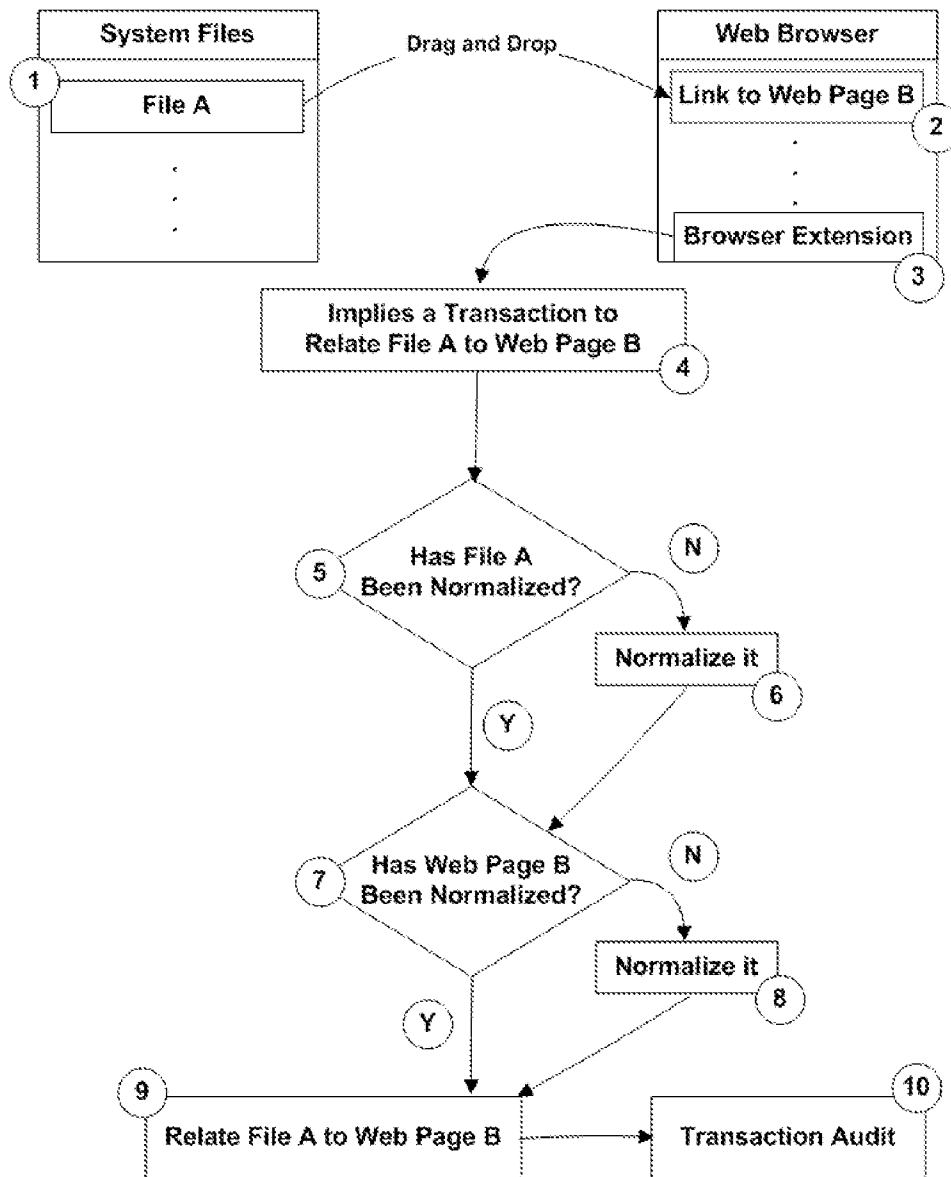 System Files
Drag and Drop
Web Browser
1
File A
Link to Web Page B
2
Browser Extension
3
Implies a Transaction to
Relate File A to Web Page B
4
5
Has File A
Been Normalized?
N
Normalize it
6
Y
7
Has Web Page B
Been Normalized?
N
Normalize it
8
Y
9
Relate File A to Web Page B
10
Transaction Audit